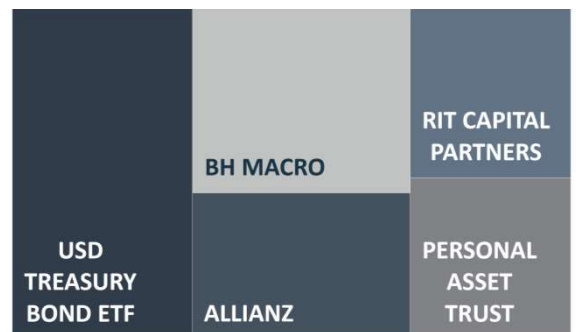 USD
TREASURY
BOND ETF
BH MACRO
ALLIANZ
RIT CAPITAL
PARTNERS
PERSONAL
ASSET
TRUST